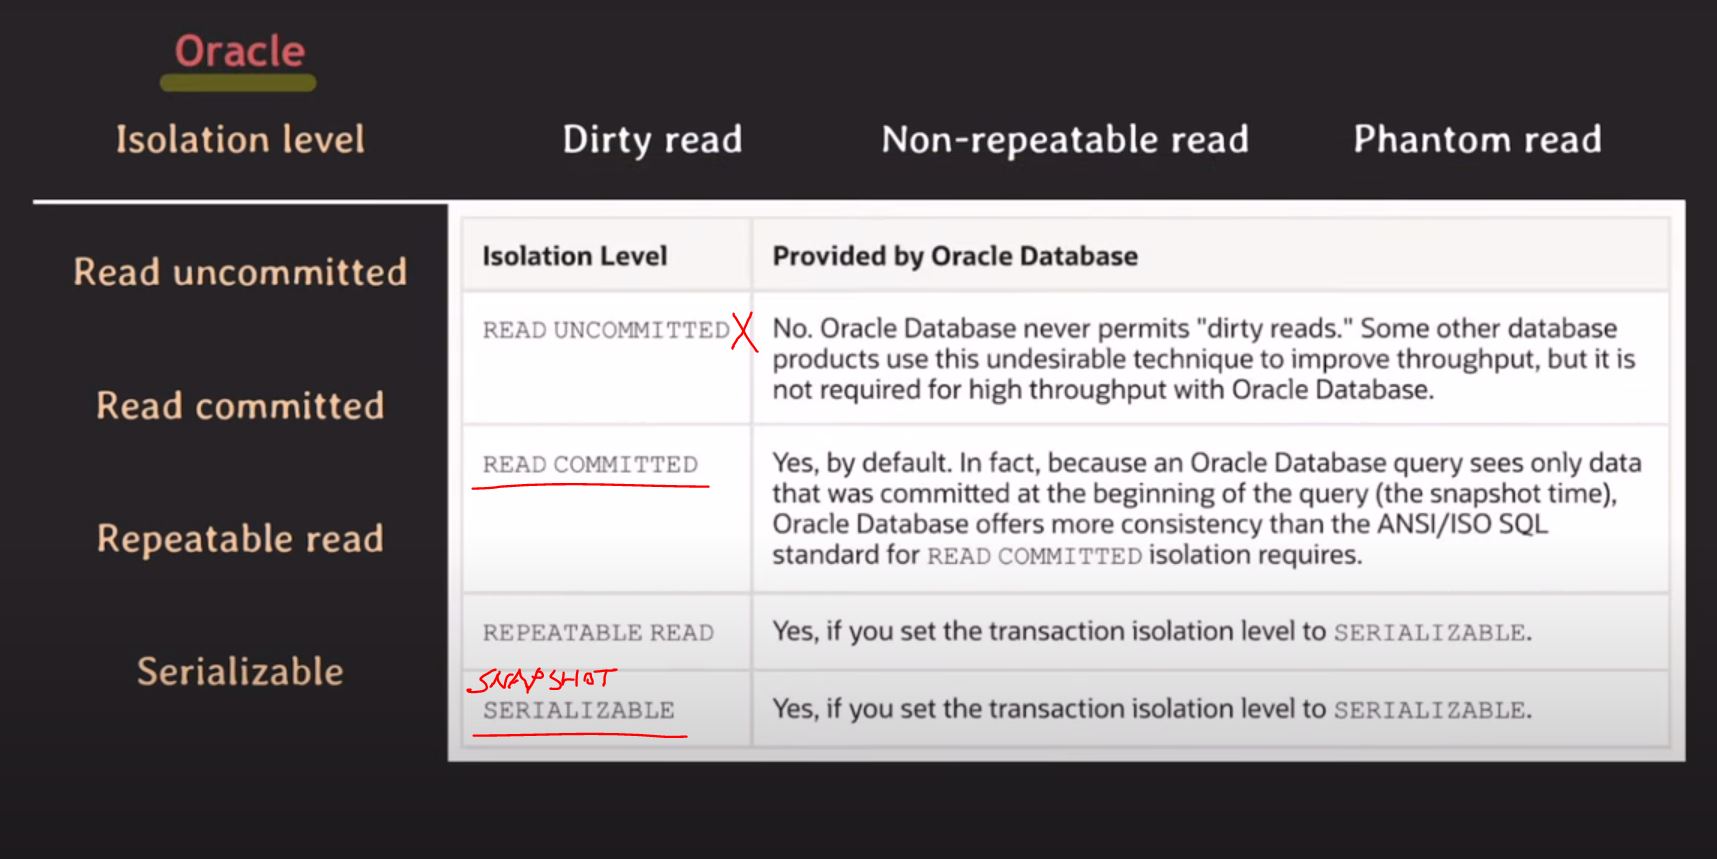 Oracle
Isolation level Dirty read Non-repeatable read Phantom read
Read uncommitted
Read committed
Repeatable read
Serializable
Isolation Level Provided by Oracle Database
READ UNCOMMITTED X No. Oracle Database never permits "dirty reads." Some other database
products use this undesirable technique to improve throughput, but it is
not required for high throughput with Oracle Database.
READ COMMITTED Yes, by default. In fact, because an Oracle Database query sees only data
that was committed at the beginning of the query (the snapshot time),
Oracle Database offers more consistency than the ANSI/ISO SQL
standard for READ COMMITTED isolation requires.
REPEATABLE READ Yes, if you set the transaction isolation level to SERIALIZABLE.
SNAPSHOT
SERIALIZABLE Yes, if you set the transaction isolation level to SERIALIZABLE.